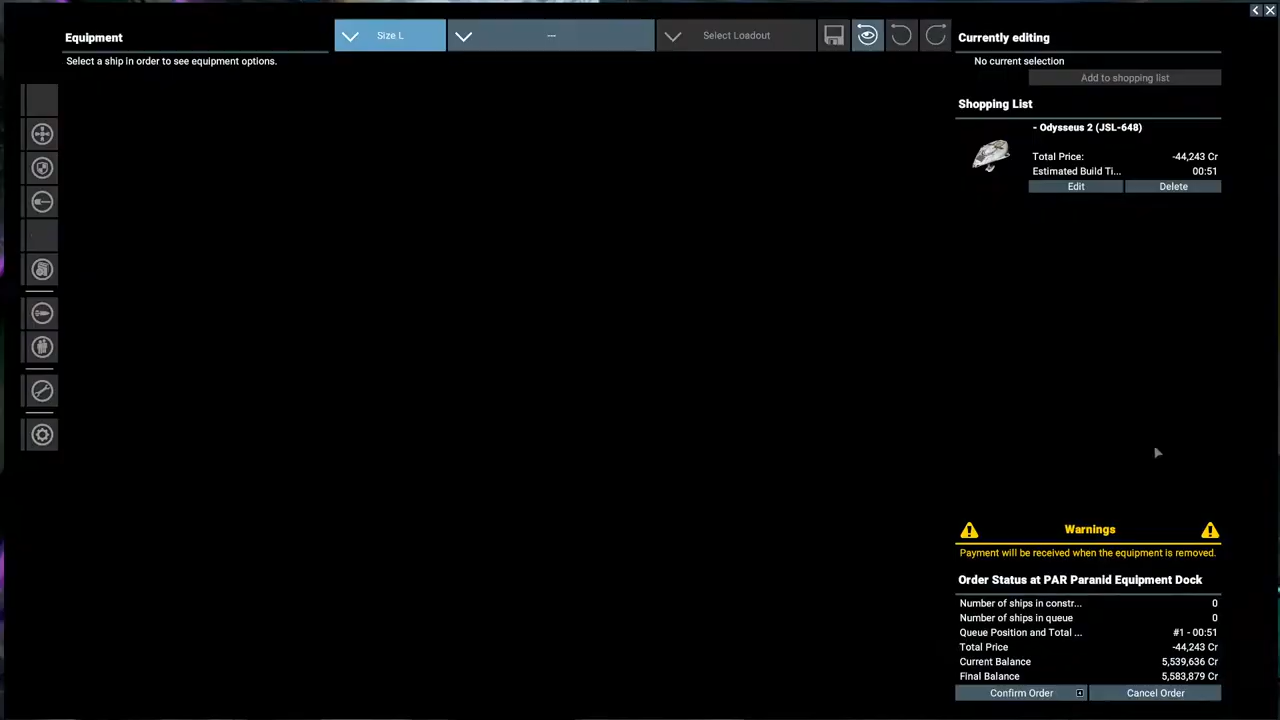 Equipment
Select a ship in order to see equipment options.
Size L
---
Select Loadout
Currently editing
No current selection
Add to shopping list
Shopping List
- Odysseus 2 (JSL-648)
Total Price: -44,243 Cr
Estimated Build Ti... 00:51
Edit Delete
Warnings
Payment will be received when the equipment is removed.
Order Status at PAR Paranid Equipment Dock
Number of ships in constr... 0
Number of ships in queue 0
Queue Position and Total ... #1 - 00:51
Total Price -44,243 Cr
Current Balance 5,539,636 Cr
Final Balance 5,583,879 Cr
Confirm Order Cancel Order